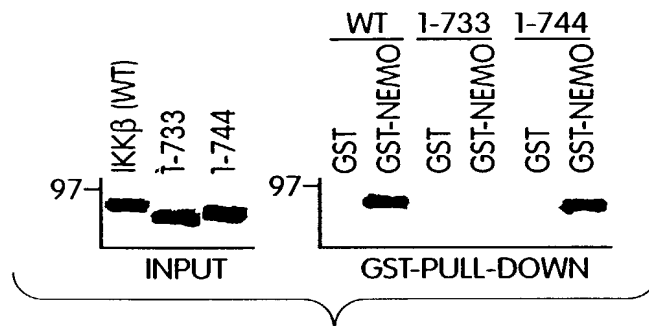 WT 1-733 1-744
IKKβ (WT) 1-733 1-744
GST GST-NEMO GST GST-NEMO GST GST-NEMO
97 97
INPUT GST-PULL-DOWN